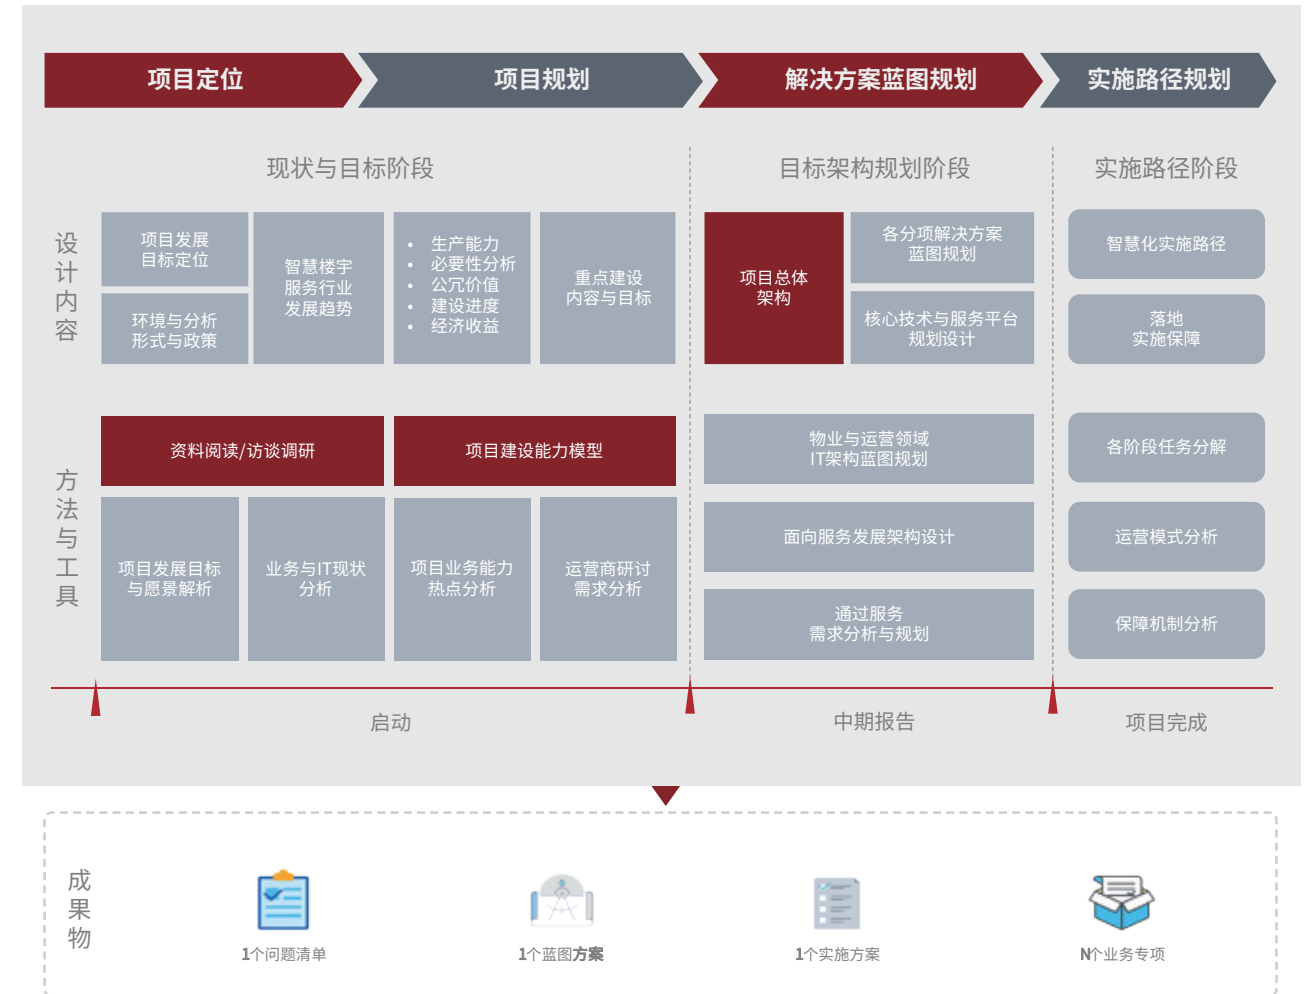 项目定位
项目规划
解决方案蓝图规划
实施路径规划
现状与目标阶段
目标架构规划阶段
实施路径阶段
设
计
内
容
项目发展
目标定位
环境与分析
形式与政策
智慧楼宇
服务行业
发展趋势
• 生产能力
• 必要性分析
• 公冗价值
• 建设进度
• 经济收益
重点建设
内容与目标
项目总体
架构
各分项解决方案
蓝图规划
核心技术与服务平台
规划设计
智慧化实施路径
落地
实施保障
方
法
与
工
具
资料阅读/访谈调研
项目建设能力模型
项目发展目标
与愿景解析
业务与IT现状
分析
项目业务能力
热点分析
运营商研讨
需求分析
物业与运营领域
IT架构蓝图规划
面向服务发展架构设计
通过服务
需求分析与规划
各阶段任务分解
运营模式分析
保障机制分析
启动
中期报告
项目完成
成
果
物
1个问题清单
1个蓝图方案
1个实施方案
N个业务专项